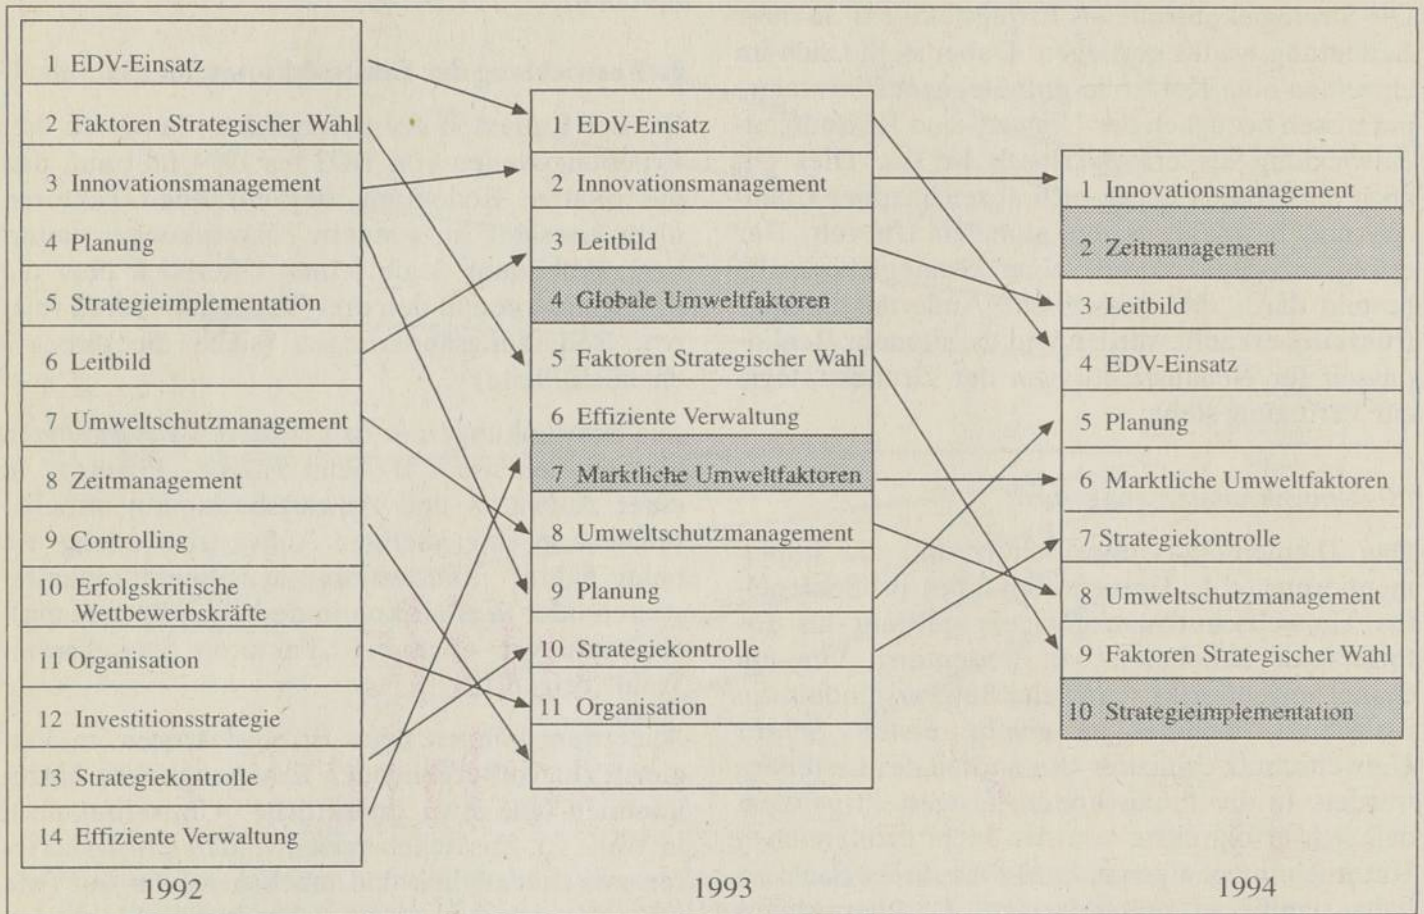 1 EDV-Einsatz
2 Faktoren Strategischer Wahl
3 Innovationsmanagement
4 Planung
5 Strategieimplementation
6 Leitbild
7 Umweltschutzmanagement
8 Zeitmanagement
9 Controlling
10 Erfolgskritische
Wettbewerbskräfte
11 Organisation
12 Investitionsstrategie
13 Strategiekontrolle
14 Effiziente Verwaltung
1992
1 EDV-Einsatz
2 Innovationsmanagement
3 Leitbild
4 Globale Umweltfaktoren
5 Faktoren Strategischer Wahl
6 Effiziente Verwaltung
7 Marktliche Umweltfaktoren
8 Umweltschutzmanagement
9 Planung
10 Strategiekontrolle
11 Organisation
1993
1 Innovationsmanagement
2 Zeitmanagement
3 Leitbild
4 EDV-Einsatz
5 Planung
6 Marktliche Umweltfaktoren
7 Strategiekontrolle
8 Umweltschutzmanagement
9 Faktoren Strategischer Wahl
10 Strategieimplementation
1994